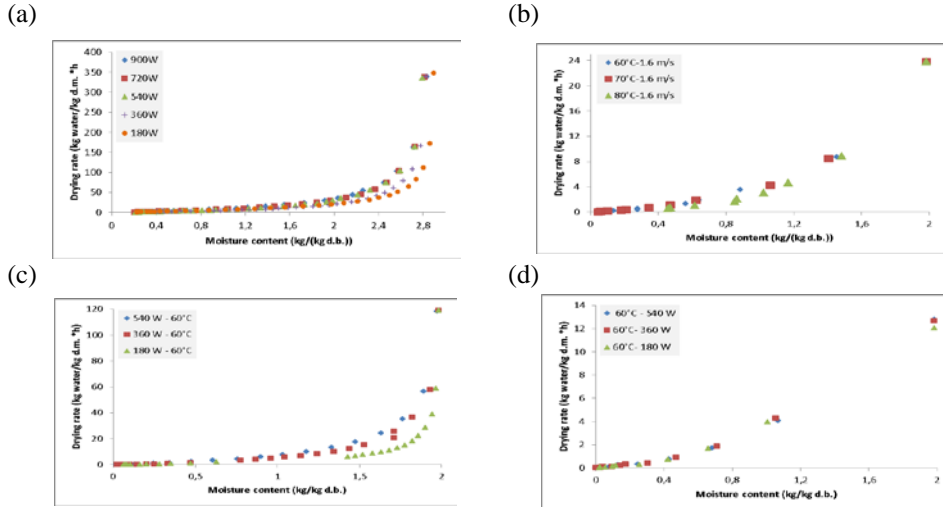 (a)
(b)
Drying rate (kg water/kg d.m. *h)
400
350
300
250
200
150
100
50
0
900W
720W
540W
360W
180W
0 0,4 0,8 1,2 1,6 2 2,4 2,8
Moisture content (kg/(kg d.b.))
Drying rate (kg water/kg d.m. *h)
24
20
16
12
8
4
0
60°C-1.6 m/s
70°C-1.6 m/s
80°C-1.6 m/s
0 0,4 0,8 1,2 1,6 2
Moisture content (kg/(kg d.b.))
(c)
(d)
Drying rate (kg water/kg d.m. *h)
120
100
80
60
40
20
0
540 W - 60°C
360 W - 60°C
180 W - 60°C
0 0,5 1 1,5 2
Moisture content (kg/kg d.b.)
Drying rate (kg water/kg d.m. *h)
14
12
10
8
6
4
2
0
60°C - 540 W
60°C- 360 W
60°C- 180 W
0 0,4 0,8 1,2 1,6 2
Moisture content (kg/kg d.b.)